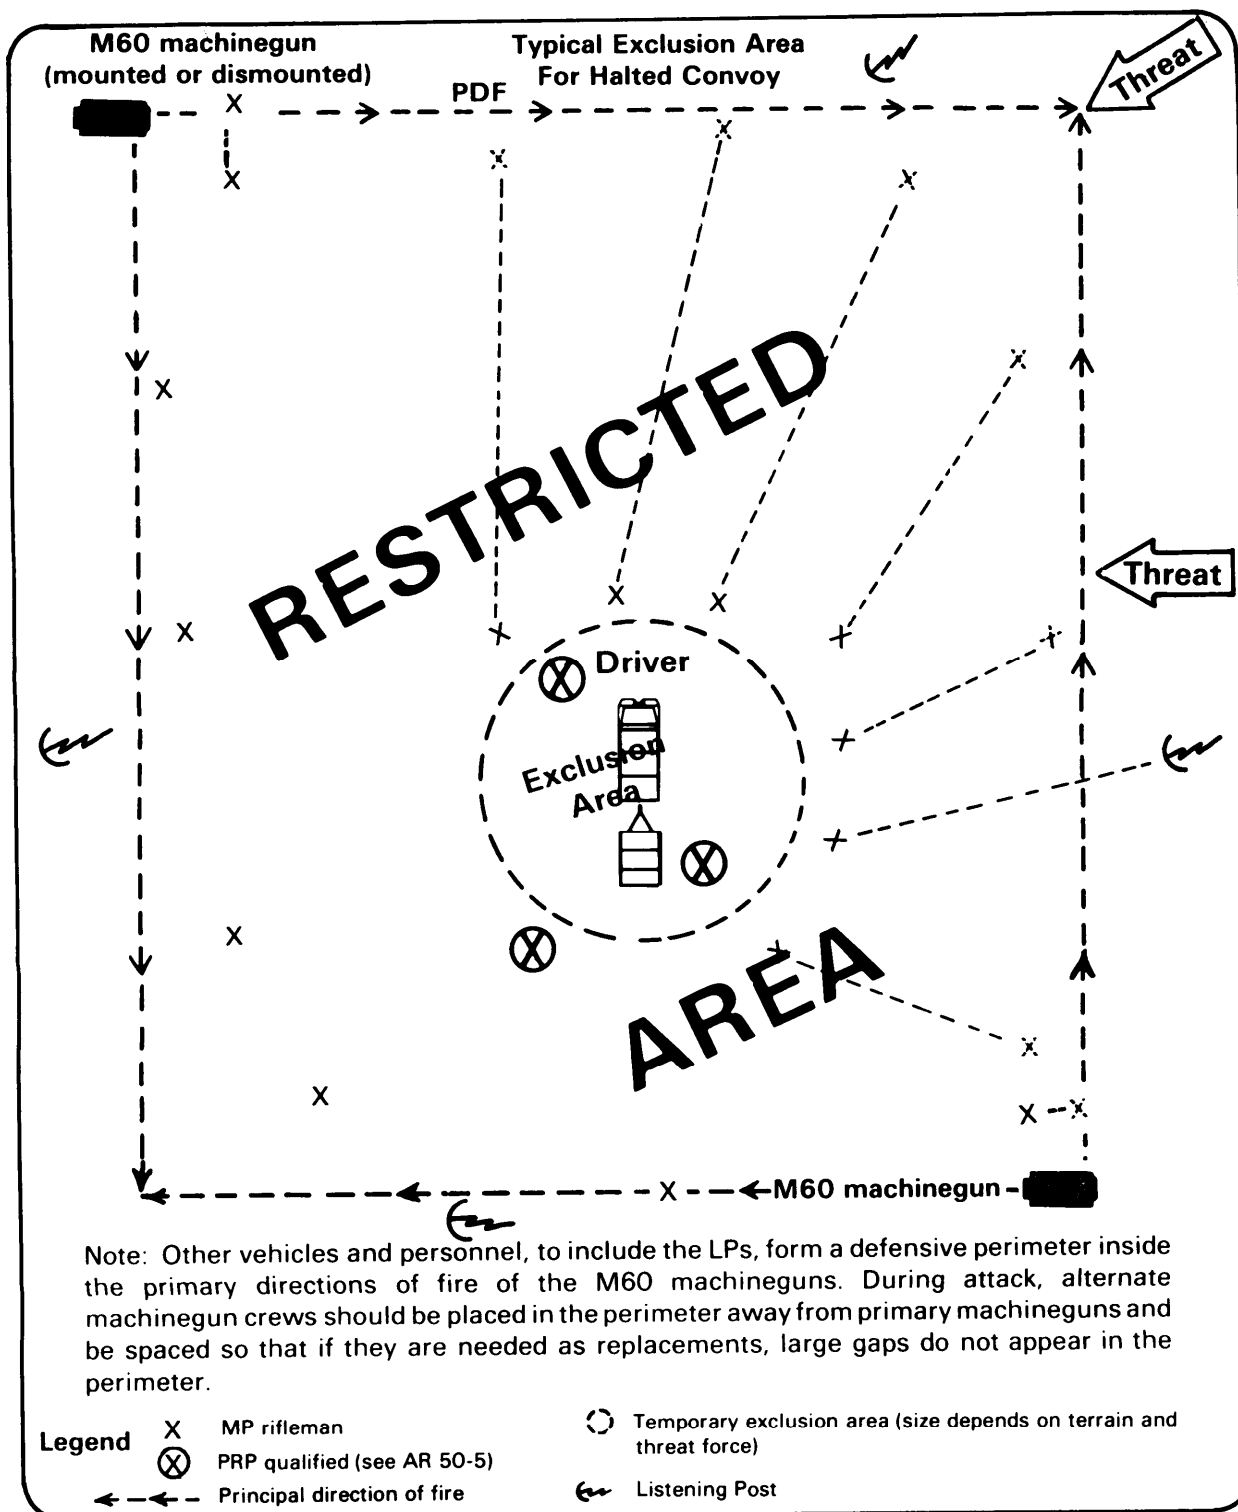 M60 machinegun
(mounted or dismounted)
Typical Exclusion Area
For Halted Convoy
Threat
PDF
RESTRICTED
Threat
Driver
Exclusion
Area
AREA
M60 machinegun
Note: Other vehicles and personnel, to include the LPs, form a defensive perimeter inside
the primary directions of fire of the M60 machineguns. During attack, alternate
machinegun crews should be placed in the perimeter away from primary machineguns and
be spaced so that if they are needed as replacements, large gaps do not appear in the
perimeter.
Legend
X MP rifleman
PRP qualified (see AR 50-5)
Principal direction of fire
Temporary exclusion area (size depends on terrain and
threat force)
Listening Post